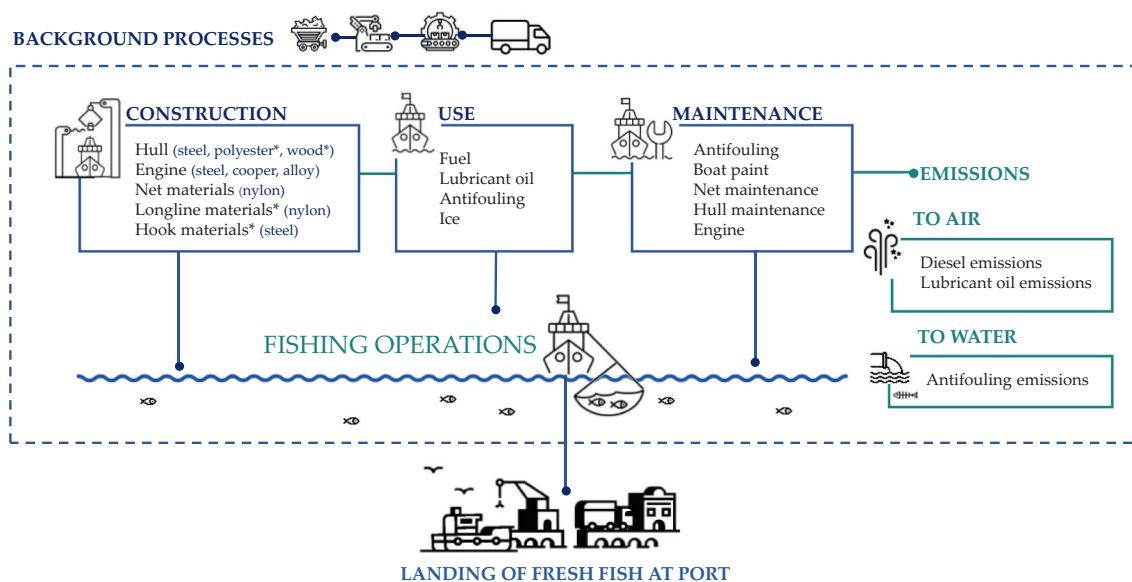 BACKGROUND PROCESSES
CONSTRUCTION
Hull (steel, polyester*, wood*)
Engine (steel, cooper, alloy)
Net materials (nylon)
Longline materials* (nylon)
Hook materials* (steel)
USE
Fuel
Lubricant oil
Antifouling
Ice
MAINTENANCE
Antifouling
Boat paint
Net maintenance
Hull maintenance
Engine
EMISSIONS
TO AIR
Diesel emissions
Lubricant oil emissions
TO WATER
Antifouling emissions
FISHING OPERATIONS
LANDING OF FRESH FISH AT PORT